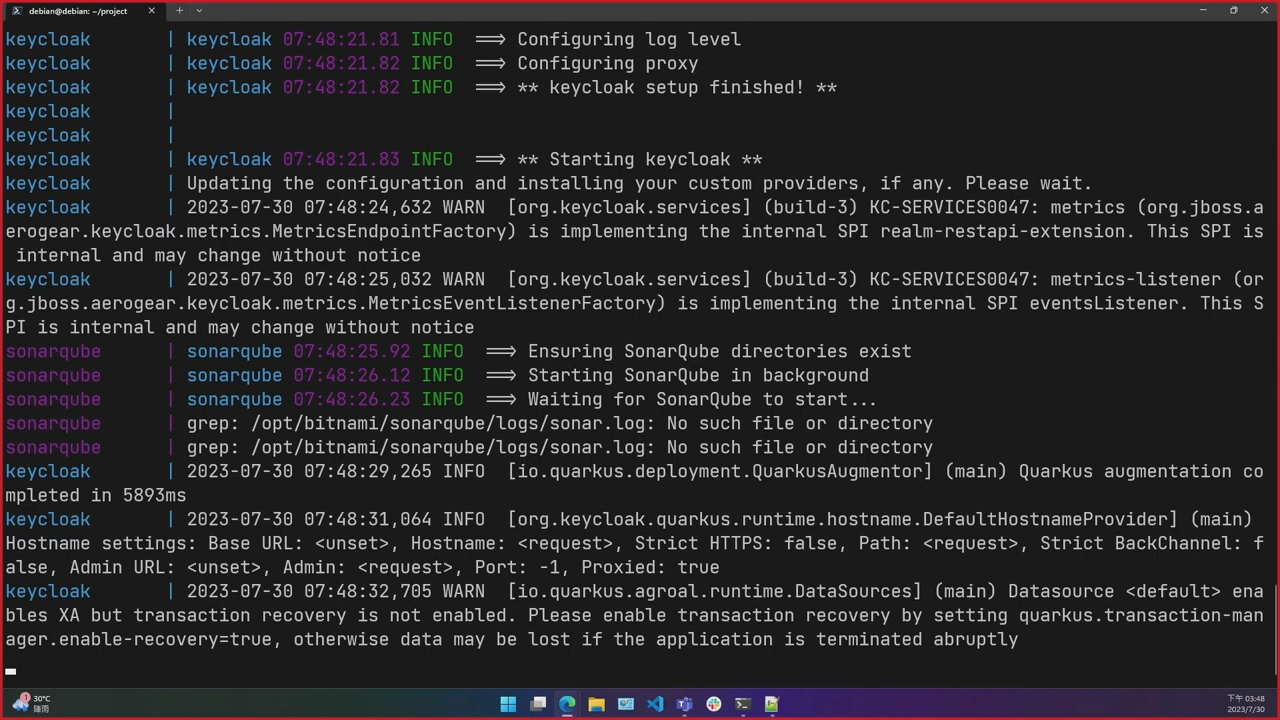 debian@debian: ~/project
keycloak | keycloak 07:48:21.81 INFO ==> Configuring log level
keycloak | keycloak 07:48:21.82 INFO ==> Configuring proxy
keycloak | keycloak 07:48:21.82 INFO ==> ** keycloak setup finished! **
keycloak |
keycloak |
keycloak | keycloak 07:48:21.83 INFO ==> ** Starting keycloak **
keycloak | Updating the configuration and installing your custom providers, if any. Please wait.
keycloak | 2023-07-30 07:48:24,632 WARN [org.keycloak.services] (build-3) KC-SERVICES0047: metrics (org.jboss.a
erogear.keycloak.metrics.MetricsEndpointFactory) is implementing the internal SPI realm-restapi-extension. This SPI is
internal and may change without notice
keycloak | 2023-07-30 07:48:25,032 WARN [org.keycloak.services] (build-3) KC-SERVICES0047: metrics-listener (or
g.jboss.aerogear.keycloak.metrics.MetricsEventListenerFactory) is implementing the internal SPI eventsListener. This S
PI is internal and may change without notice
sonarqube | sonarqube 07:48:25.92 INFO ==> Ensuring SonarQube directories exist
sonarqube | sonarqube 07:48:26.12 INFO ==> Starting SonarQube in background
sonarqube | sonarqube 07:48:26.23 INFO ==> Waiting for SonarQube to start...
sonarqube | grep: /opt/bitnami/sonarqube/logs/sonar.log: No such file or directory
sonarqube | grep: /opt/bitnami/sonarqube/logs/sonar.log: No such file or directory
keycloak | 2023-07-30 07:48:29,265 INFO [io.quarkus.deployment.QuarkusAugmentor] (main) Quarkus augmentation co
mpleted in 5893ms
keycloak | 2023-07-30 07:48:31,064 INFO [org.keycloak.quarkus.runtime.hostname.DefaultHostnameProvider] (main)
Hostname settings: Base URL: <unset>, Hostname: <request>, Strict HTTPS: false, Path: <request>, Strict BackChannel: f
alse, Admin URL: <unset>, Admin: <request>, Port: -1, Proxied: true
keycloak | 2023-07-30 07:48:32,705 WARN [io.quarkus.agroal.runtime.DataSources] (main) Datasource <default> ena
bles XA but transaction recovery is not enabled. Please enable transaction recovery by setting quarkus.transaction-man
ager.enable-recovery=true, otherwise data may be lost if the application is terminated abruptly
1
30°C
陣雨
下午 03:48
2023/7/30